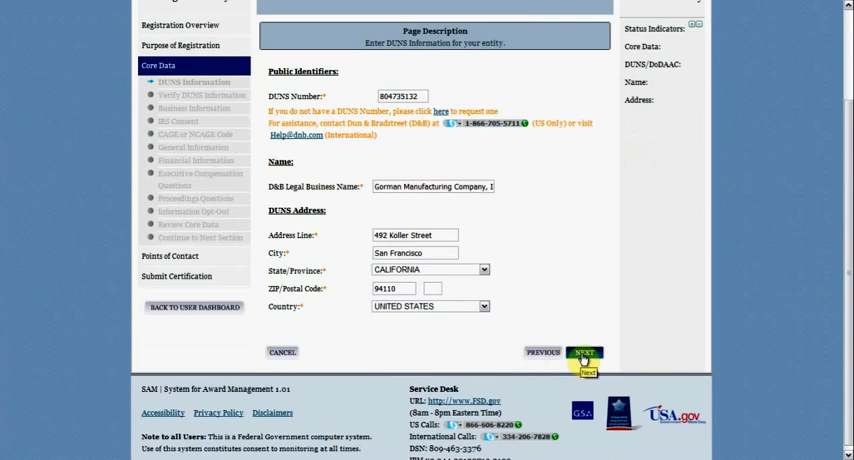 Registration Overview
Purpose of Registration
Core Data
DUNS Information
Verify DUNS Information
Business Information
IRS Consent
CAGE or NCAGE Code
General Information
Financial Information
Executive Compensation
Questions
Proceedings Questions
Information Opt-Out
Review Core Data
Continue to Next Section
Points of Contact
Submit Certification
BACK TO USER DASHBOARD
Page Description
Enter DUNS Information for your entity.
Public Identifiers:
DUNS Number:* 804735132
If you do not have a DUNS Number, please click here to request one
For assistance, contact Dun & Bradstreet (D&B) at 1-866-705-5711 (US Only) or visit
Help@dnb.com (International)
Name:
D&B Legal Business Name:* Gorman Manufacturing Company, I
DUNS Address:
Address Line:* 492 Koller Street
City:* San Francisco
State/Province:* CALIFORNIA
ZIP/Postal Code:* 94110
Country:* UNITED STATES
CANCEL
PREVIOUS
NEXT
Next
Status Indicators:
Core Data:
DUNS/DoDAAC:
Name:
Address:
SAM | System for Award Management 1.01
Accessibility Privacy Policy Disclaimers
Note to all Users: This is a Federal Government computer system.
Use of this system constitutes consent to monitoring at all times.
Service Desk
URL: http://www.FSD.gov
(8am - 8pm Eastern Time)
US Calls: 866-606-8220
International Calls: 334-206-7828
DSN: 809-463-3376
GSA
USA.gov